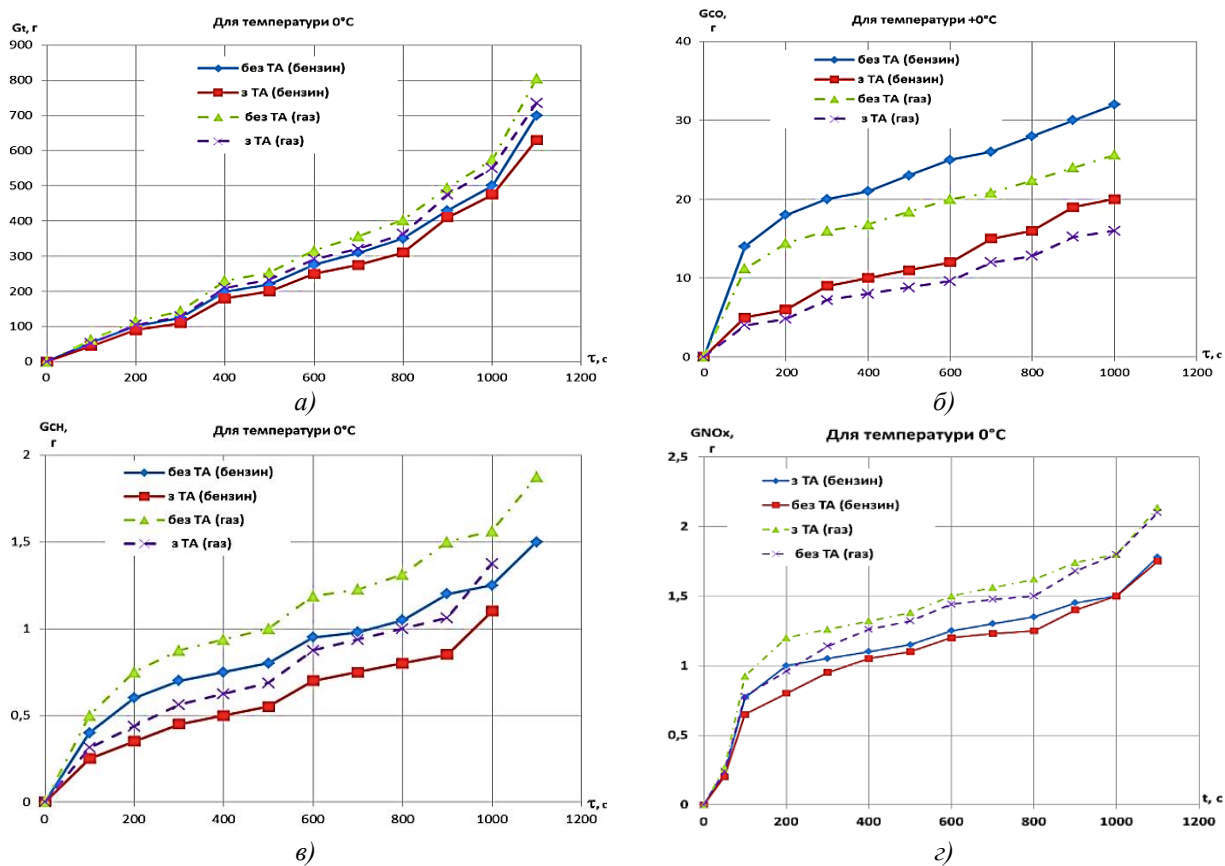 Для температури 0°C
Gt, г
900
800
700
600
500
400
300
200
100
0
без ТА (бензин)
з ТА (бензин)
без ТА (газ)
з ТА (газ)
0 200 400 600 800 1000 1200
τ, с
а)
Для температури +0°C
Gco,
г
40
30
20
10
0
без ТА (бензин)
з ТА (бензин)
без ТА (газ)
з ТА (газ)
0 200 400 600 800 1000 1200
τ, с
б)
Для температури 0°C
GCH,
г
2
1,5
1
0,5
0
без ТА (бензин)
з ТА (бензин)
без ТА (газ)
з ТА (газ)
0 200 400 600 800 1000 1200
τ, с
в)
Для температури 0°C
GNOx,
г
2,5
2
1,5
1
0,5
0
з ТА (бензин)
без ТА (бензин)
з ТА (газ)
без ТА (газ)
0 200 400 600 800 1000 1200
t, с
г)